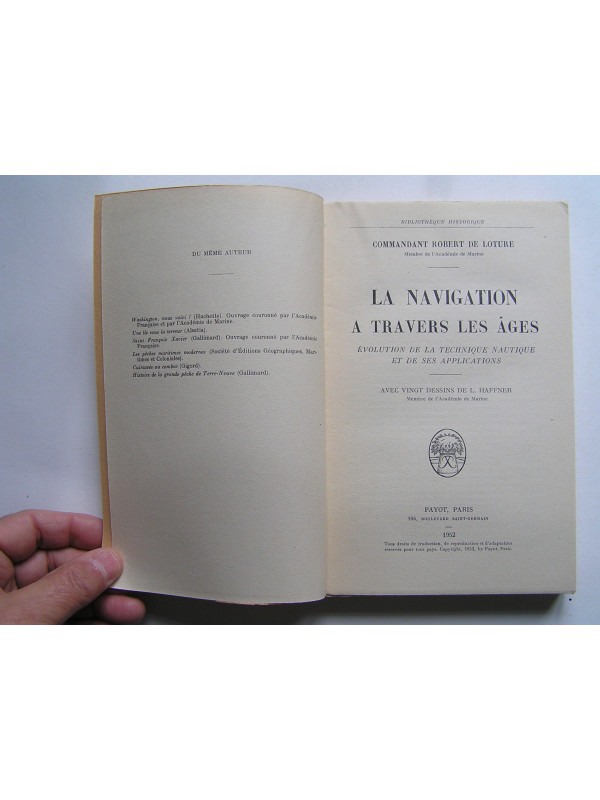 DU MÊME AUTEUR
Washington, nous voici ! (Hachette). Ouvrage couronné par l'Académie
Française et par l'Académie de Marine.
Une île sous la terreur (Alsatia).
Saint François Xavier (Gallimard). Ouvrage couronné par l'Académie
Française.
Les pêches maritimes modernes (Société d'Éditions Géographiques, Mari-
times et Coloniales).
Cuirassés au combat (Gigord).
Histoire de la grande pêche de Terre-Neuve (Gallimard).
BIBLIOTHÈQUE HISTORIQUE
COMMANDANT ROBERT DE LOTURE
Membre de l'Académie de Marine
LA NAVIGATION
A TRAVERS LES ÂGES
ÉVOLUTION DE LA TECHNIQUE NAUTIQUE
ET DE SES APPLICATIONS
AVEC VINGT DESSINS DE L. HAFFNER
Membre de l'Académie de Marine
PAYOT, PARIS
106, BOULEVARD SAINT-GERMAIN
1952
Tous droits de traduction, de reproduction et d'adaptation
réservés pour tous pays. Copyright, 1952, by Payot, Paris.